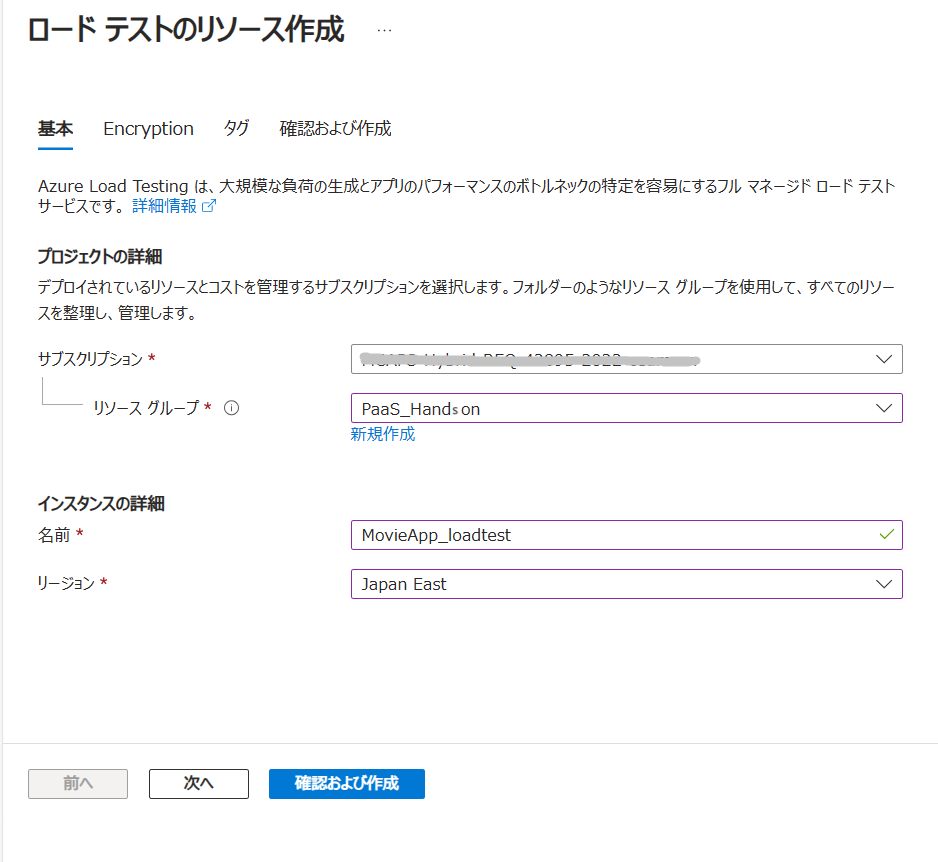 ロード テストのリソース作成 …
基本 Encryption タグ 確認および作成
Azure Load Testing は、大規模な負荷の生成とアプリのパフォーマンスのボトルネックの特定を容易にするフル マネージド ロード テスト
サービスです。 詳細情報
プロジェクトの詳細
デプロイされているリソースとコストを管理するサブスクリプションを選択します。フォルダーのようなリソース グループを使用して、すべてのリソー
スを整理し、管理します。
サブスクリプション *
リソース グループ * PaaS_Handson
新規作成
インスタンスの詳細
名前 * MovieApp_loadtest
リージョン * Japan East
前へ 次へ 確認および作成